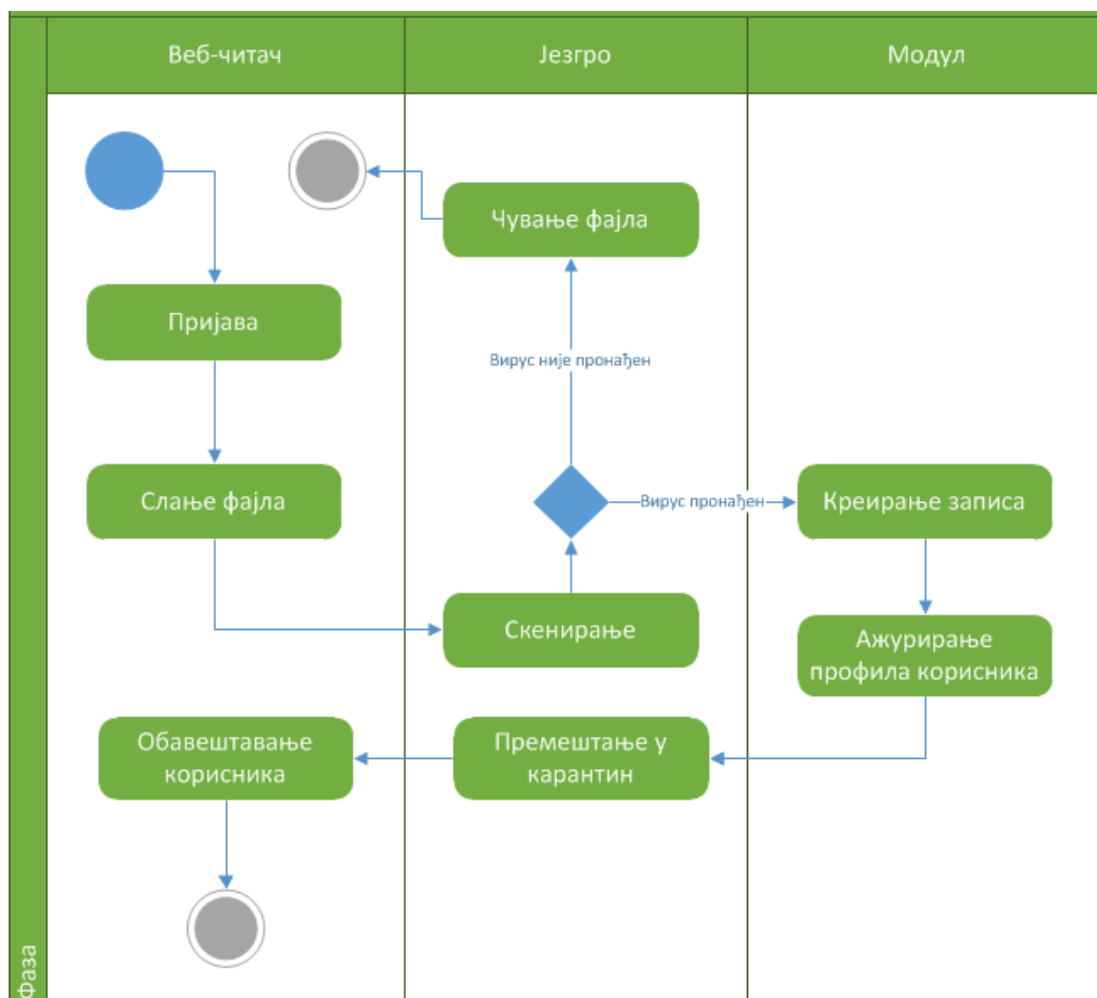 Веб-читач
Језгро
Модул
Чување фајла
Пријава
Вирус није пронађен
Слање фајла
Вирус пронађен
Креирање записа
Скенирање
Ажурирање
профила корисника
Обавештавање
корисника
Премештање у
карантин
Фаза